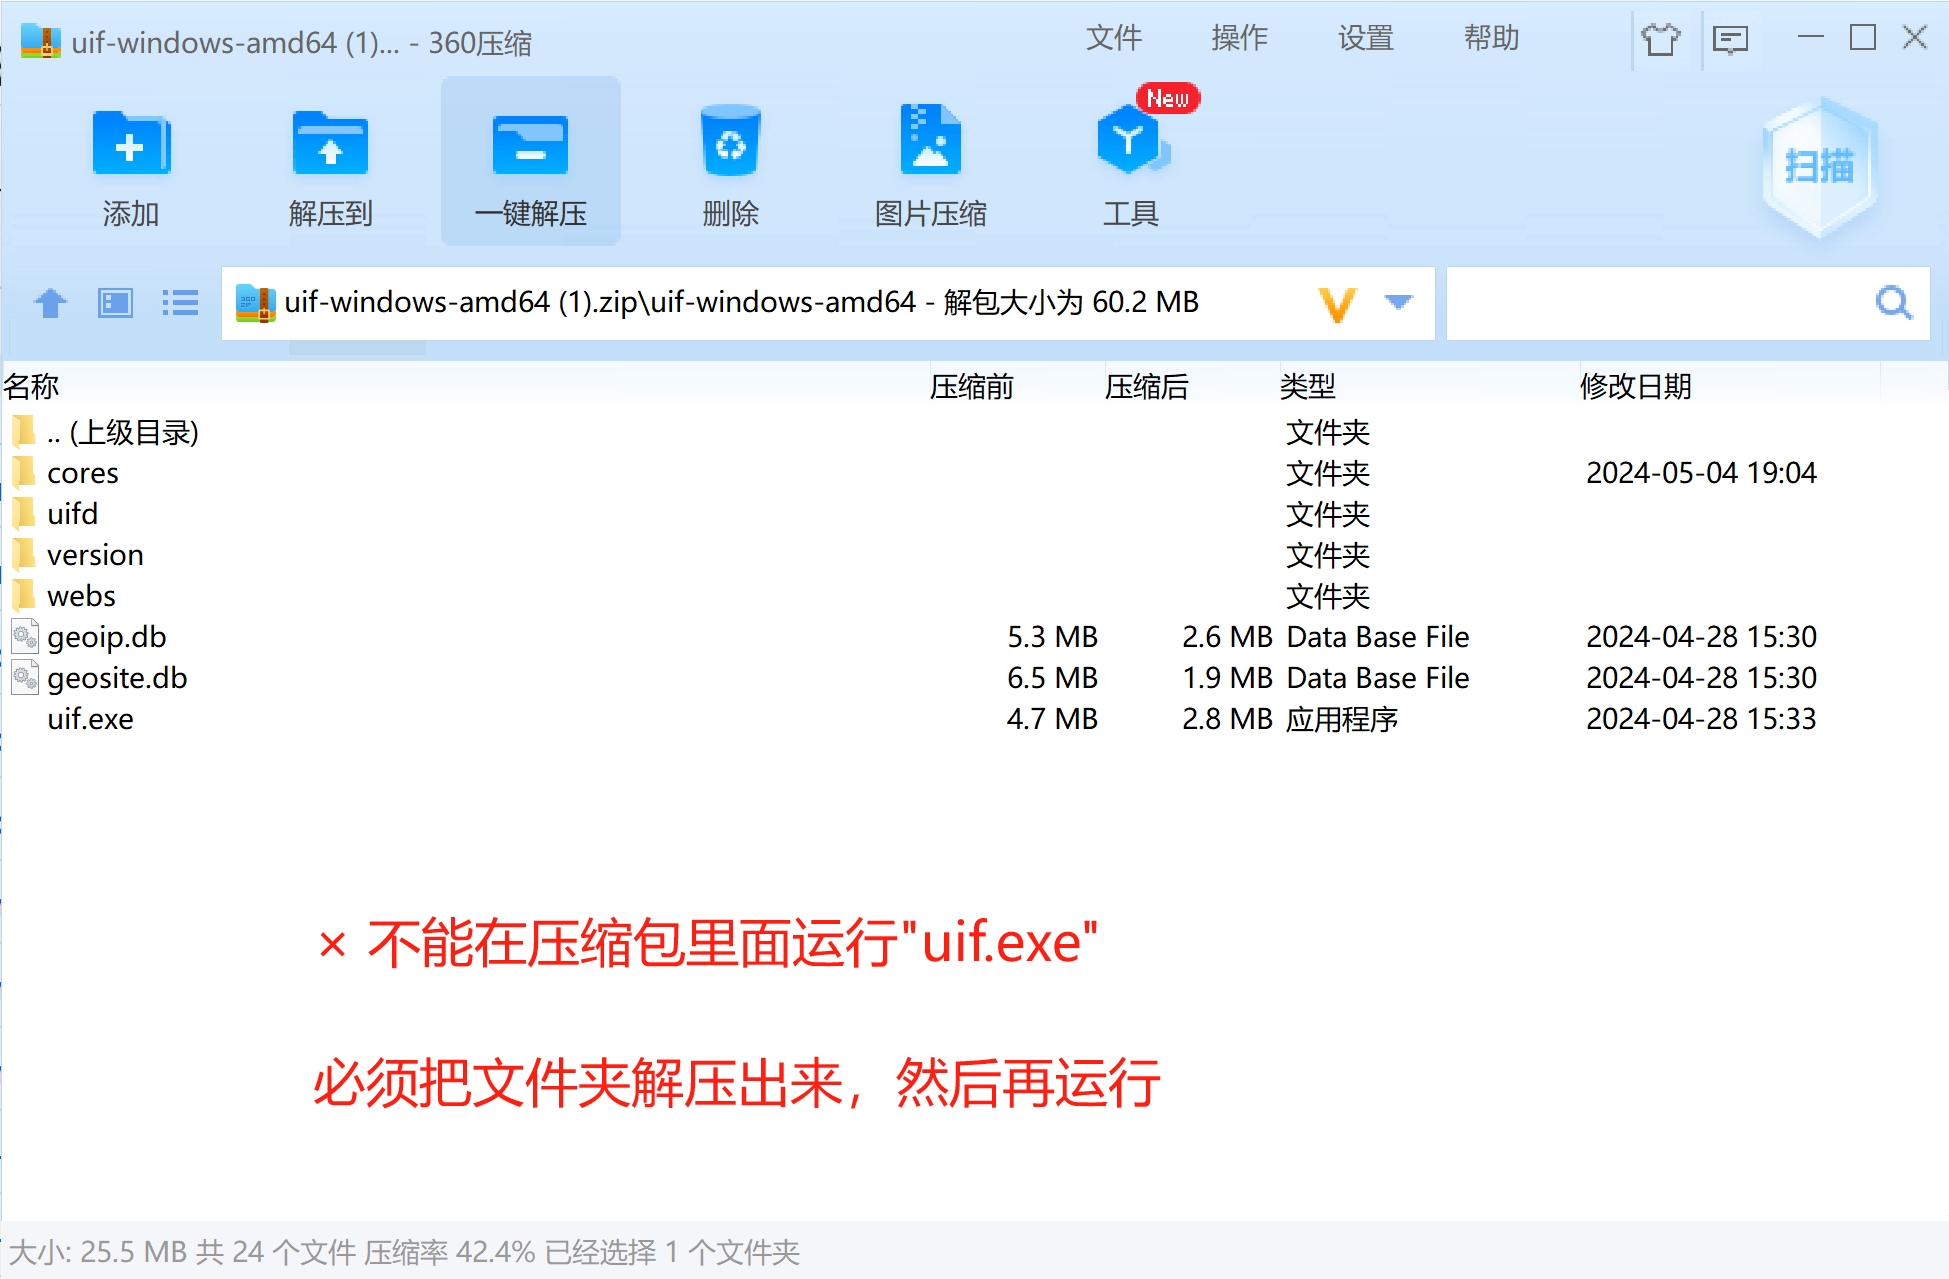 uif-windows-amd64 (1)... - 360压缩 文件 操作 设置 帮助
New
添加 解压到 一键解压 删除 图片压缩 工具 扫描
uif-windows-amd64 (1).zip\uif-windows-amd64 - 解包大小为 60.2 MB
名称 压缩前 压缩后 类型 修改日期
.. (上级目录) 文件夹
cores 文件夹 2024-05-04 19:04
uifd 文件夹
version 文件夹
webs 文件夹
geoip.db 5.3 MB 2.6 MB Data Base File 2024-04-28 15:30
geosite.db 6.5 MB 1.9 MB Data Base File 2024-04-28 15:30
uif.exe 4.7 MB 2.8 MB 应用程序 2024-04-28 15:33
× 不能在压缩包里面运行"uif.exe"
必须把文件夹解压出来，然后再运行
大小: 25.5 MB 共 24 个文件 压缩率 42.4% 已经选择 1 个文件夹